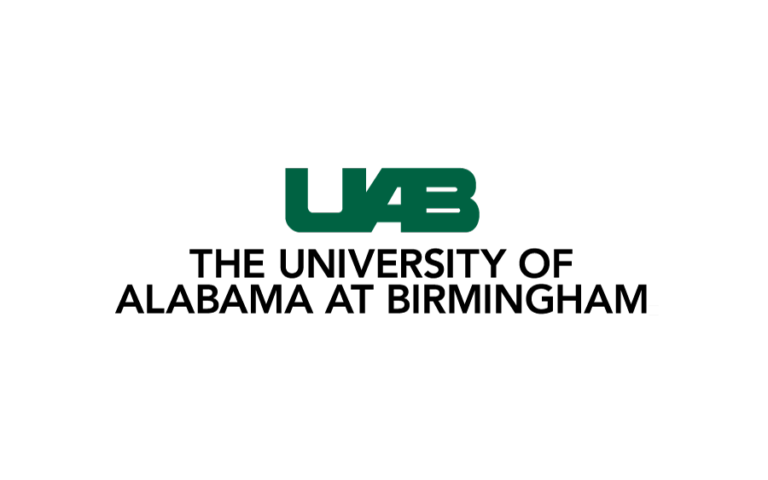 UAB
THE UNIVERSITY OF
ALABAMA AT BIRMINGHAM